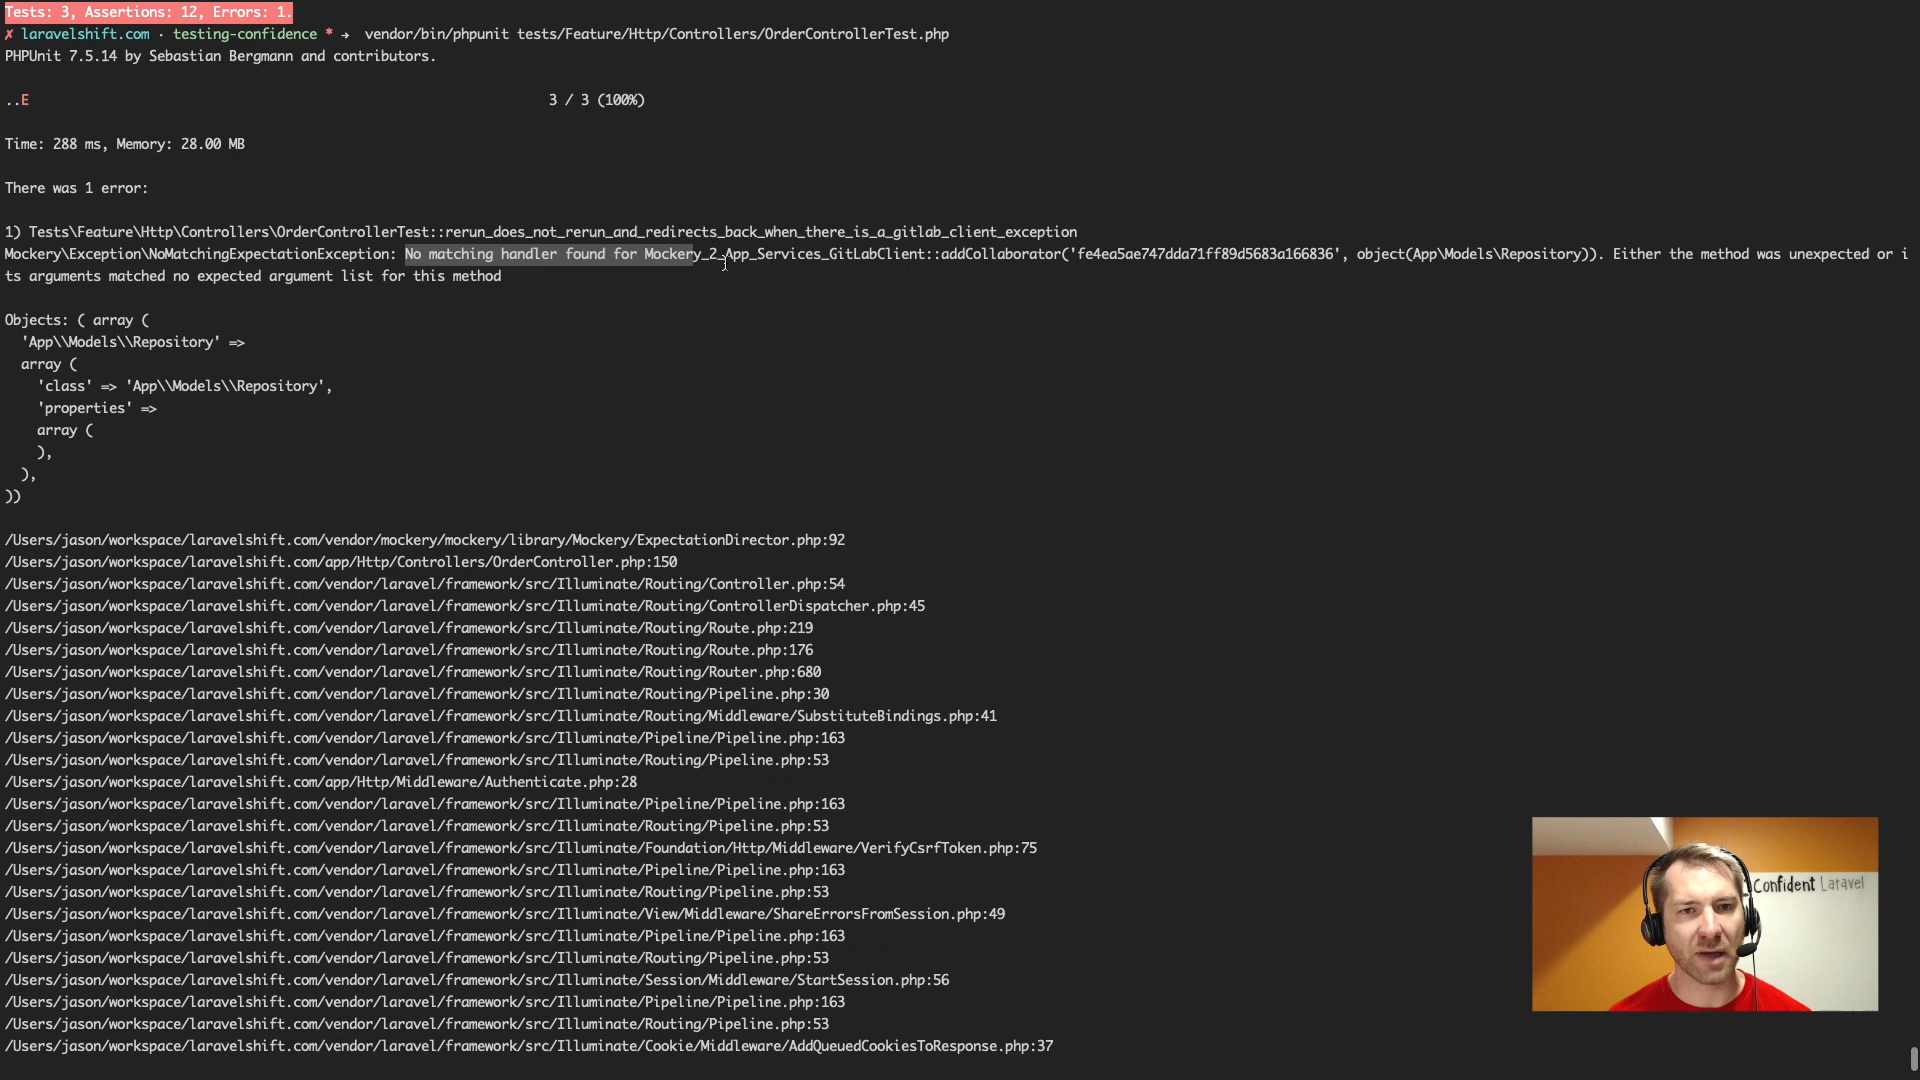 Tests: 3, Assertions: 12, Errors: 1.
✗ laravelshift.com · testing-confidence * → vendor/bin/phpunit tests/Feature/Http/Controllers/OrderControllerTest.php
PHPUnit 7.5.14 by Sebastian Bergmann and contributors.
..E 3 / 3 (100%)
Time: 288 ms, Memory: 28.00 MB
There was 1 error:
1) Tests\Feature\Http\Controllers\OrderControllerTest::rerun_does_not_rerun_and_redirects_back_when_there_is_a_gitlab_client_exception
Mockery\Exception\NoMatchingExpectationException: No matching handler found for Mockery_2_App_Services_GitLabClient::addCollaborator('fe4ea5ae747dda71ff89d5683a166836', object(App\Models\Repository)). Either the method was unexpected or i
ts arguments matched no expected argument list for this method
Objects: ( array (
'App\\Models\\Repository' =>
array (
'class' => 'App\\Models\\Repository',
'properties' =>
array (
),
),
))
/Users/jason/workspace/laravelshift.com/vendor/mockery/mockery/library/Mockery/ExpectationDirector.php:92
/Users/jason/workspace/laravelshift.com/app/Http/Controllers/OrderController.php:150
/Users/jason/workspace/laravelshift.com/vendor/laravel/framework/src/Illuminate/Routing/Controller.php:54
/Users/jason/workspace/laravelshift.com/vendor/laravel/framework/src/Illuminate/Routing/ControllerDispatcher.php:45
/Users/jason/workspace/laravelshift.com/vendor/laravel/framework/src/Illuminate/Routing/Route.php:219
/Users/jason/workspace/laravelshift.com/vendor/laravel/framework/src/Illuminate/Routing/Route.php:176
/Users/jason/workspace/laravelshift.com/vendor/laravel/framework/src/Illuminate/Routing/Router.php:680
/Users/jason/workspace/laravelshift.com/vendor/laravel/framework/src/Illuminate/Routing/Pipeline.php:30
/Users/jason/workspace/laravelshift.com/vendor/laravel/framework/src/Illuminate/Routing/Middleware/SubstituteBindings.php:41
/Users/jason/workspace/laravelshift.com/vendor/laravel/framework/src/Illuminate/Pipeline/Pipeline.php:163
/Users/jason/workspace/laravelshift.com/vendor/laravel/framework/src/Illuminate/Routing/Pipeline.php:53
/Users/jason/workspace/laravelshift.com/app/Http/Middleware/Authenticate.php:28
/Users/jason/workspace/laravelshift.com/vendor/laravel/framework/src/Illuminate/Pipeline/Pipeline.php:163
/Users/jason/workspace/laravelshift.com/vendor/laravel/framework/src/Illuminate/Routing/Pipeline.php:53
/Users/jason/workspace/laravelshift.com/vendor/laravel/framework/src/Illuminate/Foundation/Http/Middleware/VerifyCsrfToken.php:75
/Users/jason/workspace/laravelshift.com/vendor/laravel/framework/src/Illuminate/Pipeline/Pipeline.php:163
/Users/jason/workspace/laravelshift.com/vendor/laravel/framework/src/Illuminate/Routing/Pipeline.php:53
/Users/jason/workspace/laravelshift.com/vendor/laravel/framework/src/Illuminate/View/Middleware/ShareErrorsFromSession.php:49
/Users/jason/workspace/laravelshift.com/vendor/laravel/framework/src/Illuminate/Pipeline/Pipeline.php:163
/Users/jason/workspace/laravelshift.com/vendor/laravel/framework/src/Illuminate/Routing/Pipeline.php:53
/Users/jason/workspace/laravelshift.com/vendor/laravel/framework/src/Illuminate/Session/Middleware/StartSession.php:56
/Users/jason/workspace/laravelshift.com/vendor/laravel/framework/src/Illuminate/Pipeline/Pipeline.php:163
/Users/jason/workspace/laravelshift.com/vendor/laravel/framework/src/Illuminate/Routing/Pipeline.php:53
/Users/jason/workspace/laravelshift.com/vendor/laravel/framework/src/Illuminate/Cookie/Middleware/AddQueuedCookiesToResponse.php:37
Confident Laravel